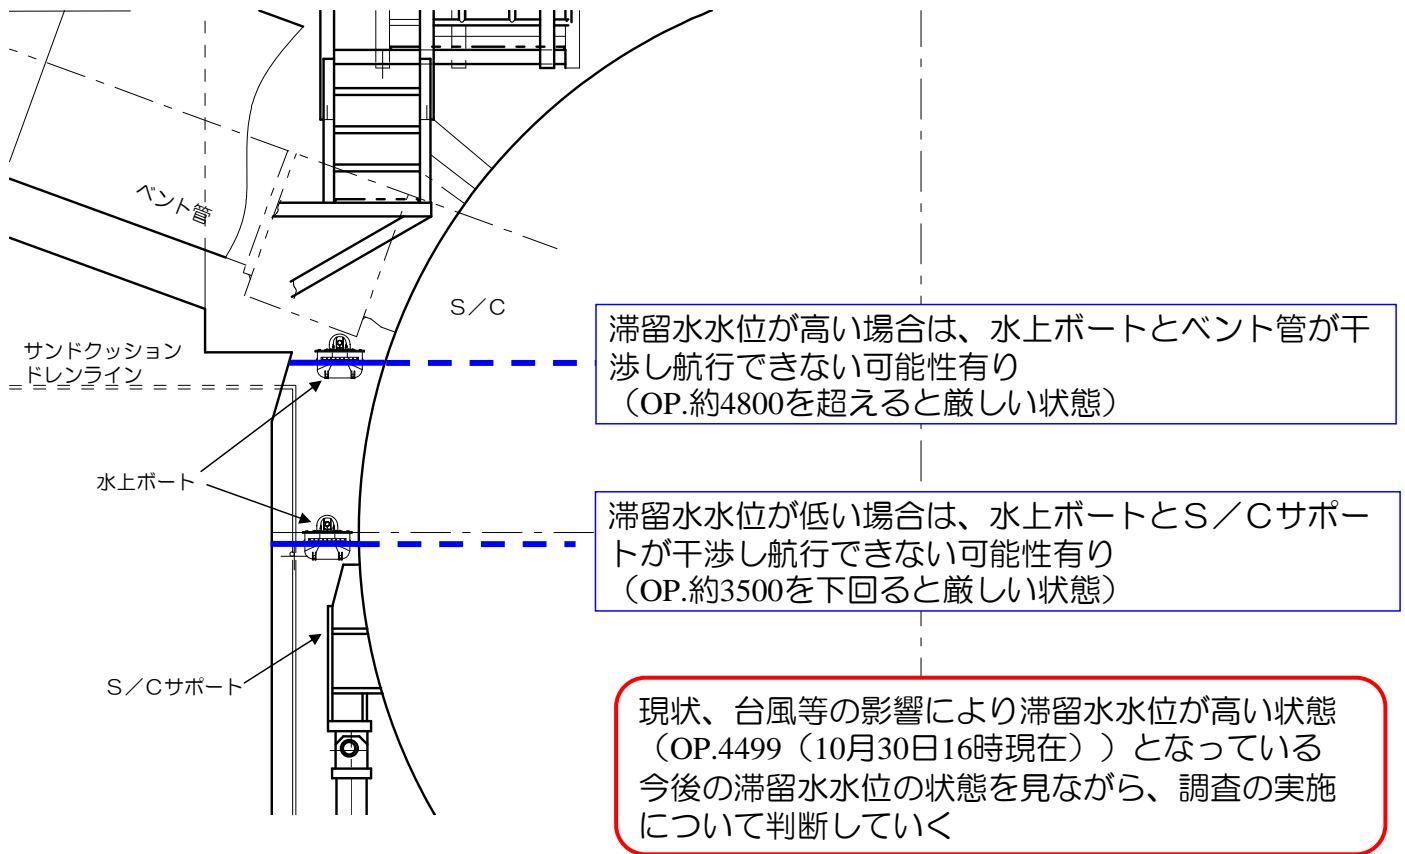 ベント管
S／C
サンドクッション
ドレンライン
水上ボート
S／Cサポート
滞留水水位が高い場合は、水上ボートとベント管が干
渉し航行できない可能性有り
（OP.約4800を超えると厳しい状態）
滞留水水位が低い場合は、水上ボートとS／Cサポー
トが干渉し航行できない可能性有り
（OP.約3500を下回ると厳しい状態）
現状、台風等の影響により滞留水水位が高い状態
（OP.4499（10月30日16時現在））となっている
今後の滞留水水位の状態を見ながら、調査の実施
について判断していく